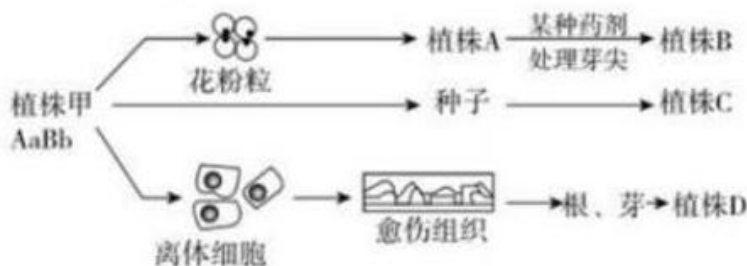 某种药剂
植株A
植株B
处理芽尖
花粉粒
植株甲
AaBb
种子
植株C
根、芽
植株D
愈伤组织
离体细胞